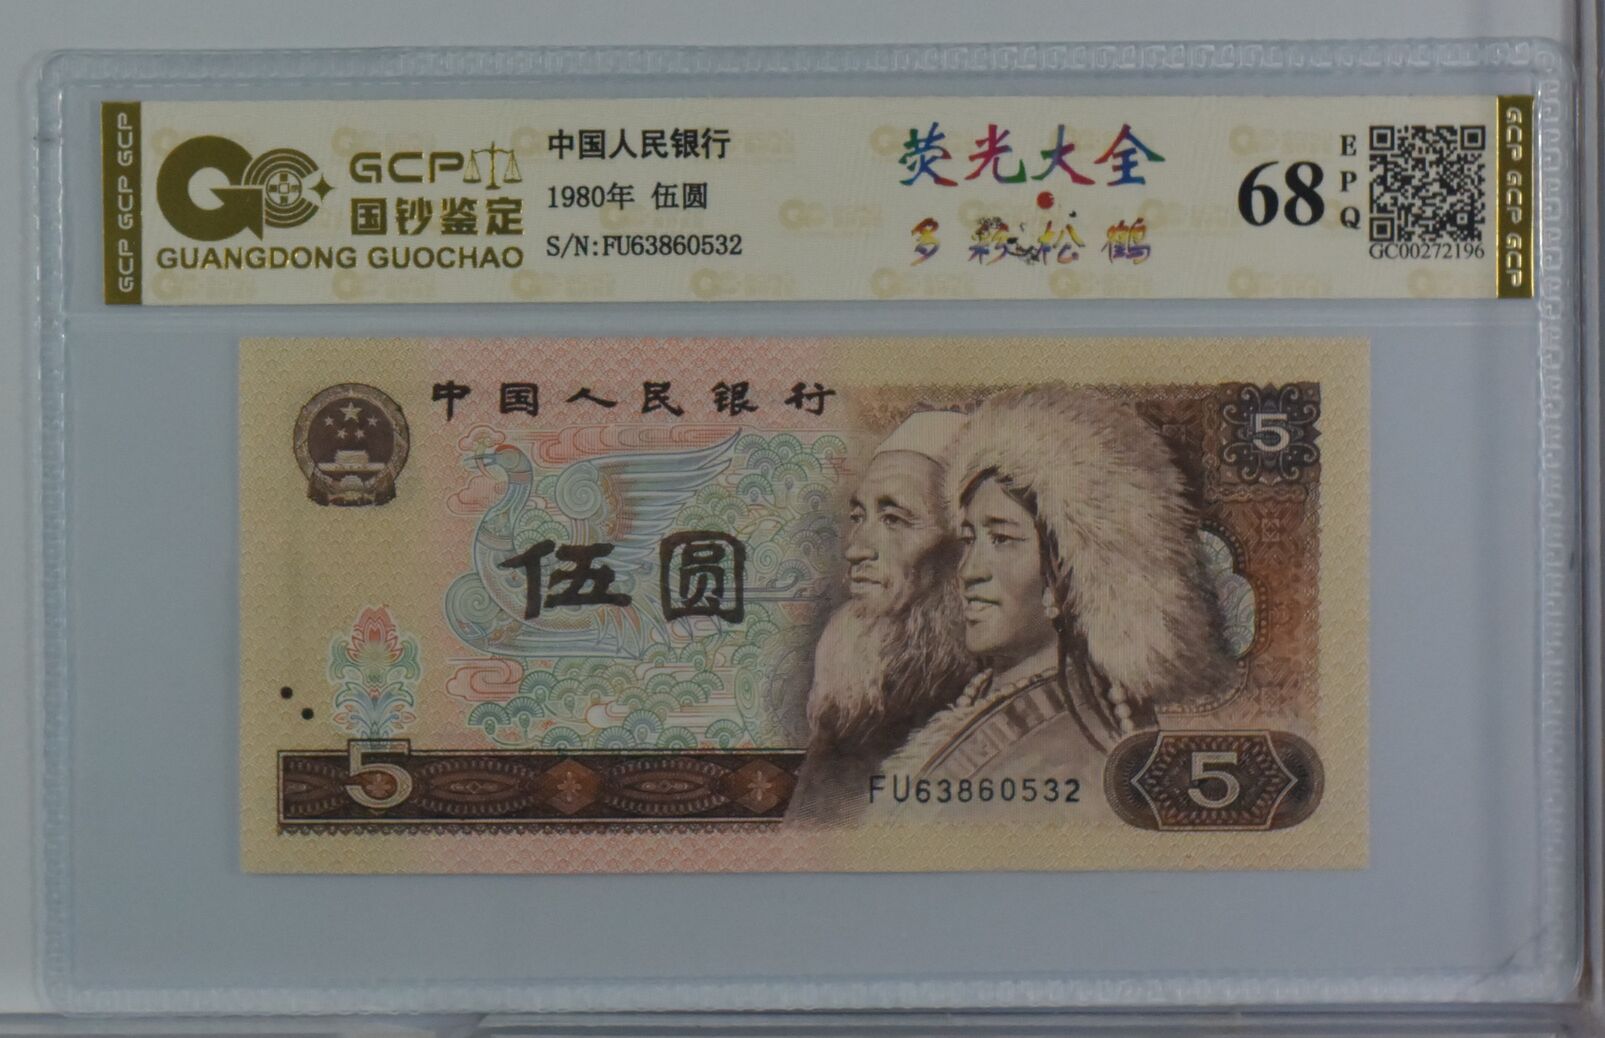 GCP GCP GCP
GCP
国钞鉴定
GUANGDONG GUOCHAO
中国人民银行
1980年 伍圆
S/N:FU63860532
荧光大全
多彩松鹤
68
EPQ
GC00272196
GCP GCP GCP
中国人民银行
5
伍圆
5
FU63860532
5